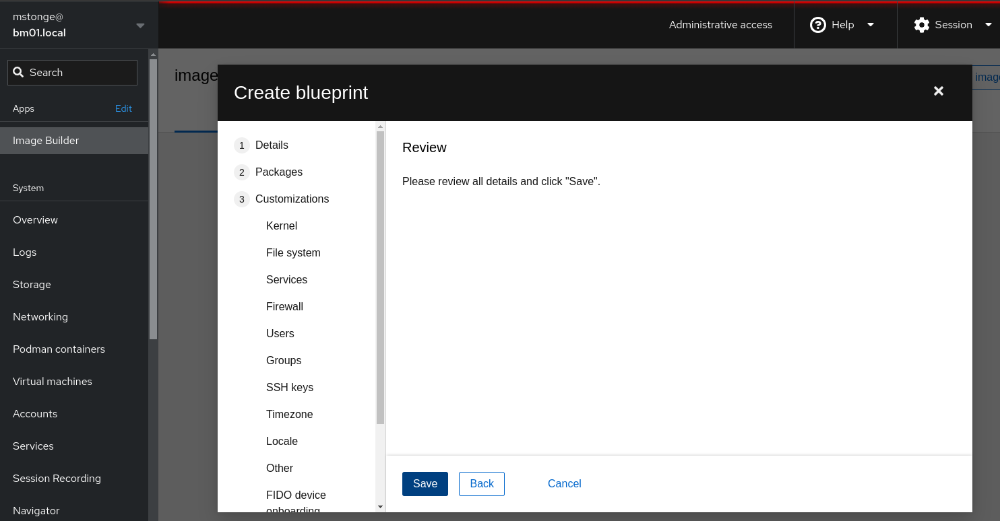 mstonge@
bm01.local
Administrative access
Help
Session
Search
Apps
Edit
Image Builder
System
Overview
Logs
Storage
Networking
Podman containers
Virtual machines
Accounts
Services
Session Recording
Navigator
image
imag
Create blueprint
1 Details
2 Packages
3 Customizations
Kernel
File system
Services
Firewall
Users
Groups
SSH keys
Timezone
Locale
Other
FIDO device
onboarding
Review
Please review all details and click "Save".
Save
Back
Cancel